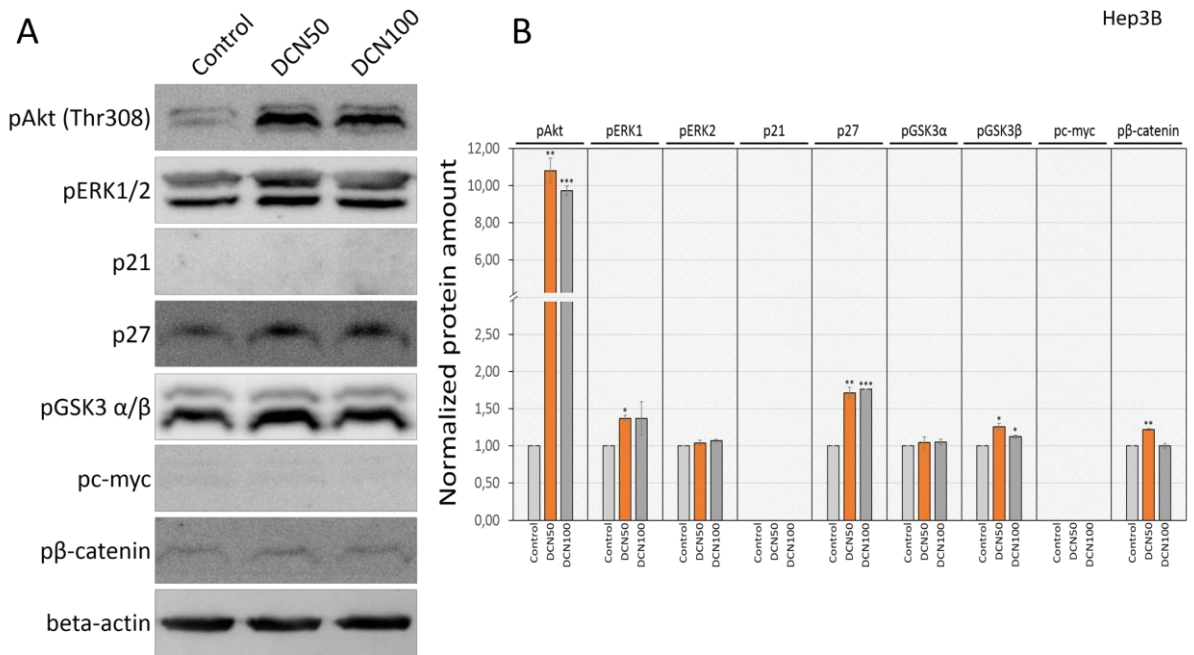 A
Control
DCN50
DCN100
pAkt (Thr308)
pERK1/2
p21
p27
pGSK3 α/β
pc-myc
pβ-catenin
beta-actin
B
Hep3B
pAkt pERK1 pERK2 p21 p27 pGSK3α pGSK3β pc-myc pβ-catenin
Normalized protein amount
12,00
10,00
8,00
6,00
2,50
2,00
1,50
1,00
0,50
0,00
** *** * ** *** * * **
Control DCN50 DCN100 Control DCN50 DCN100 Control DCN50 DCN100 Control DCN50 DCN100 Control DCN50 DCN100 Control DCN50 DCN100 Control DCN50 DCN100 Control DCN50 DCN100 Control DCN50 DCN100